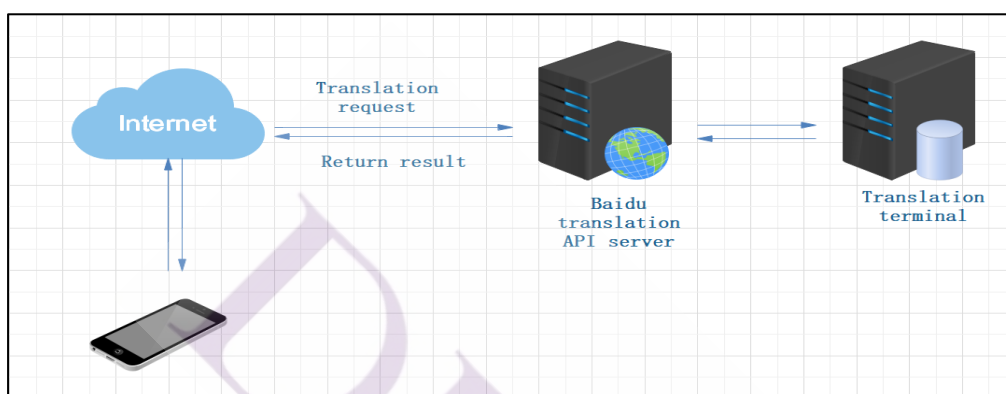 Internet
Translation
request
Return result
Baidu
translation
API server
Translation
terminal